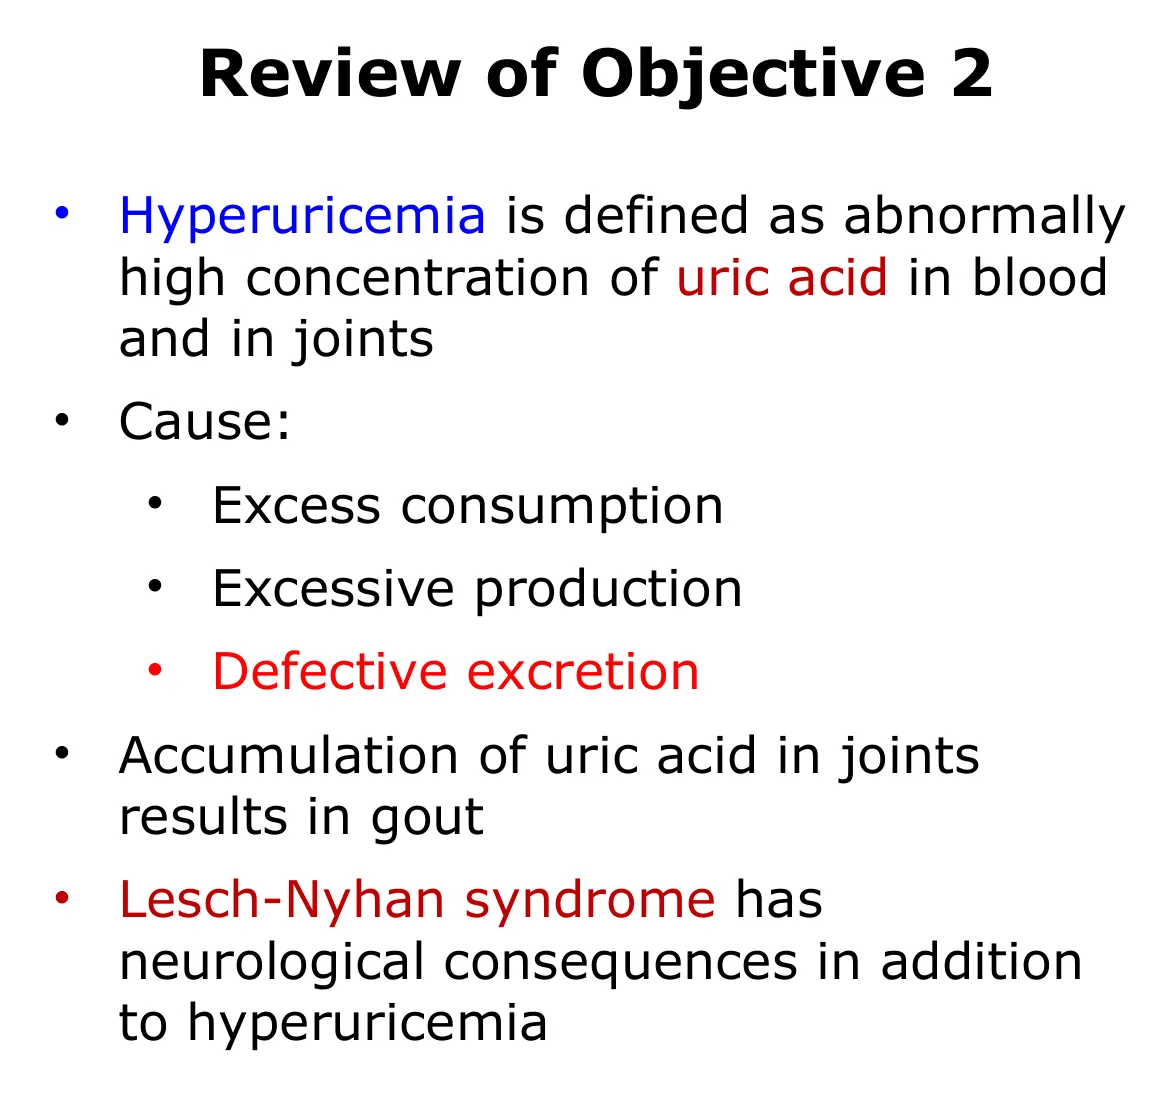 Review of Objective 2
• Hyperuricemia is defined as abnormally
high concentration of uric acid in blood
and in joints
• Cause:
• Excess consumption
• Excessive production
• Defective excretion
• Accumulation of uric acid in joints
results in gout
• Lesch-Nyhan syndrome has
neurological consequences in addition
to hyperuricemia